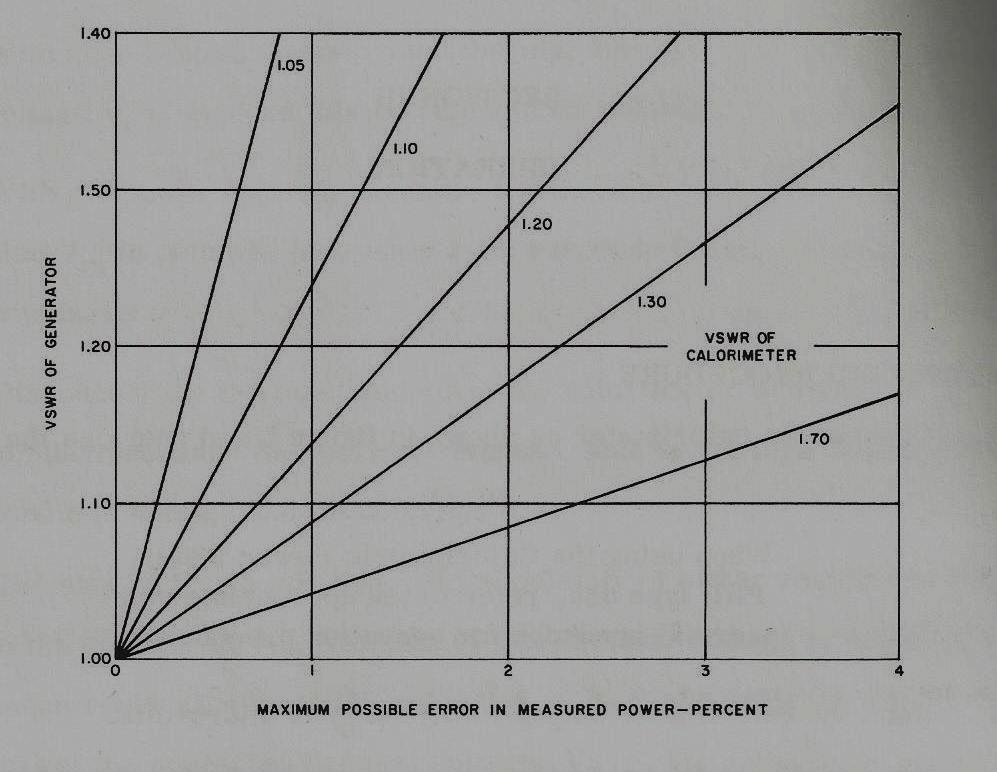 1.40
1.05
1.10
1.50
1.20
1.30
VSWR OF GENERATOR
1.20
VSWR OF
CALORIMETER
1.70
1.10
1.00
0 1 2 3 4
MAXIMUM POSSIBLE ERROR IN MEASURED POWER—PERCENT